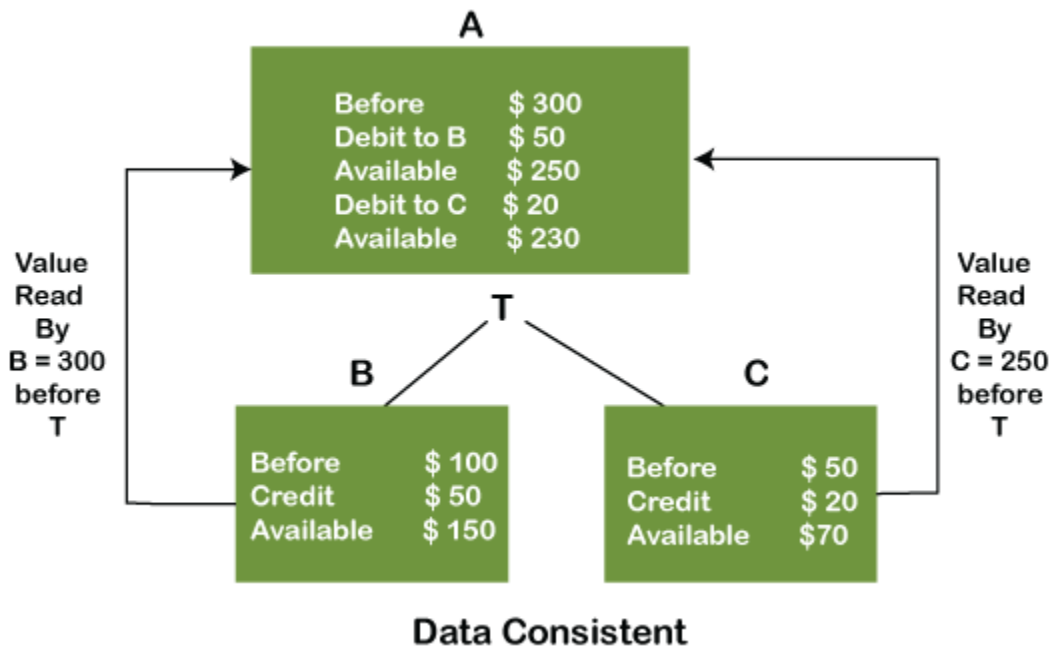 A
Before $ 300
Debit to B $ 50
Available $ 250
Debit to C $ 20
Available $ 230
Value
Read
By
B = 300
before
T
Value
Read
By
C = 250
before
T
T
B
Before $ 100
Credit $ 50
Available $ 150
C
Before $ 50
Credit $ 20
Available $70
Data Consistent